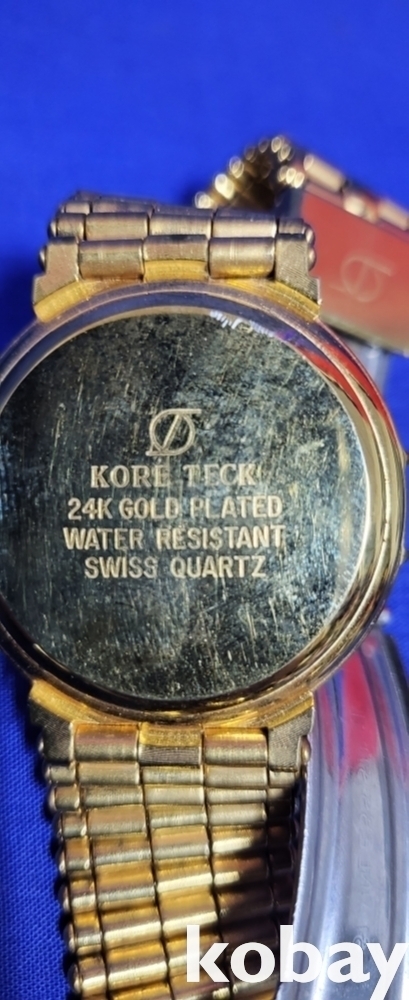 KORE TECK
24K GOLD PLATED
WATER RESISTANT
SWISS QUARTZ
kobay